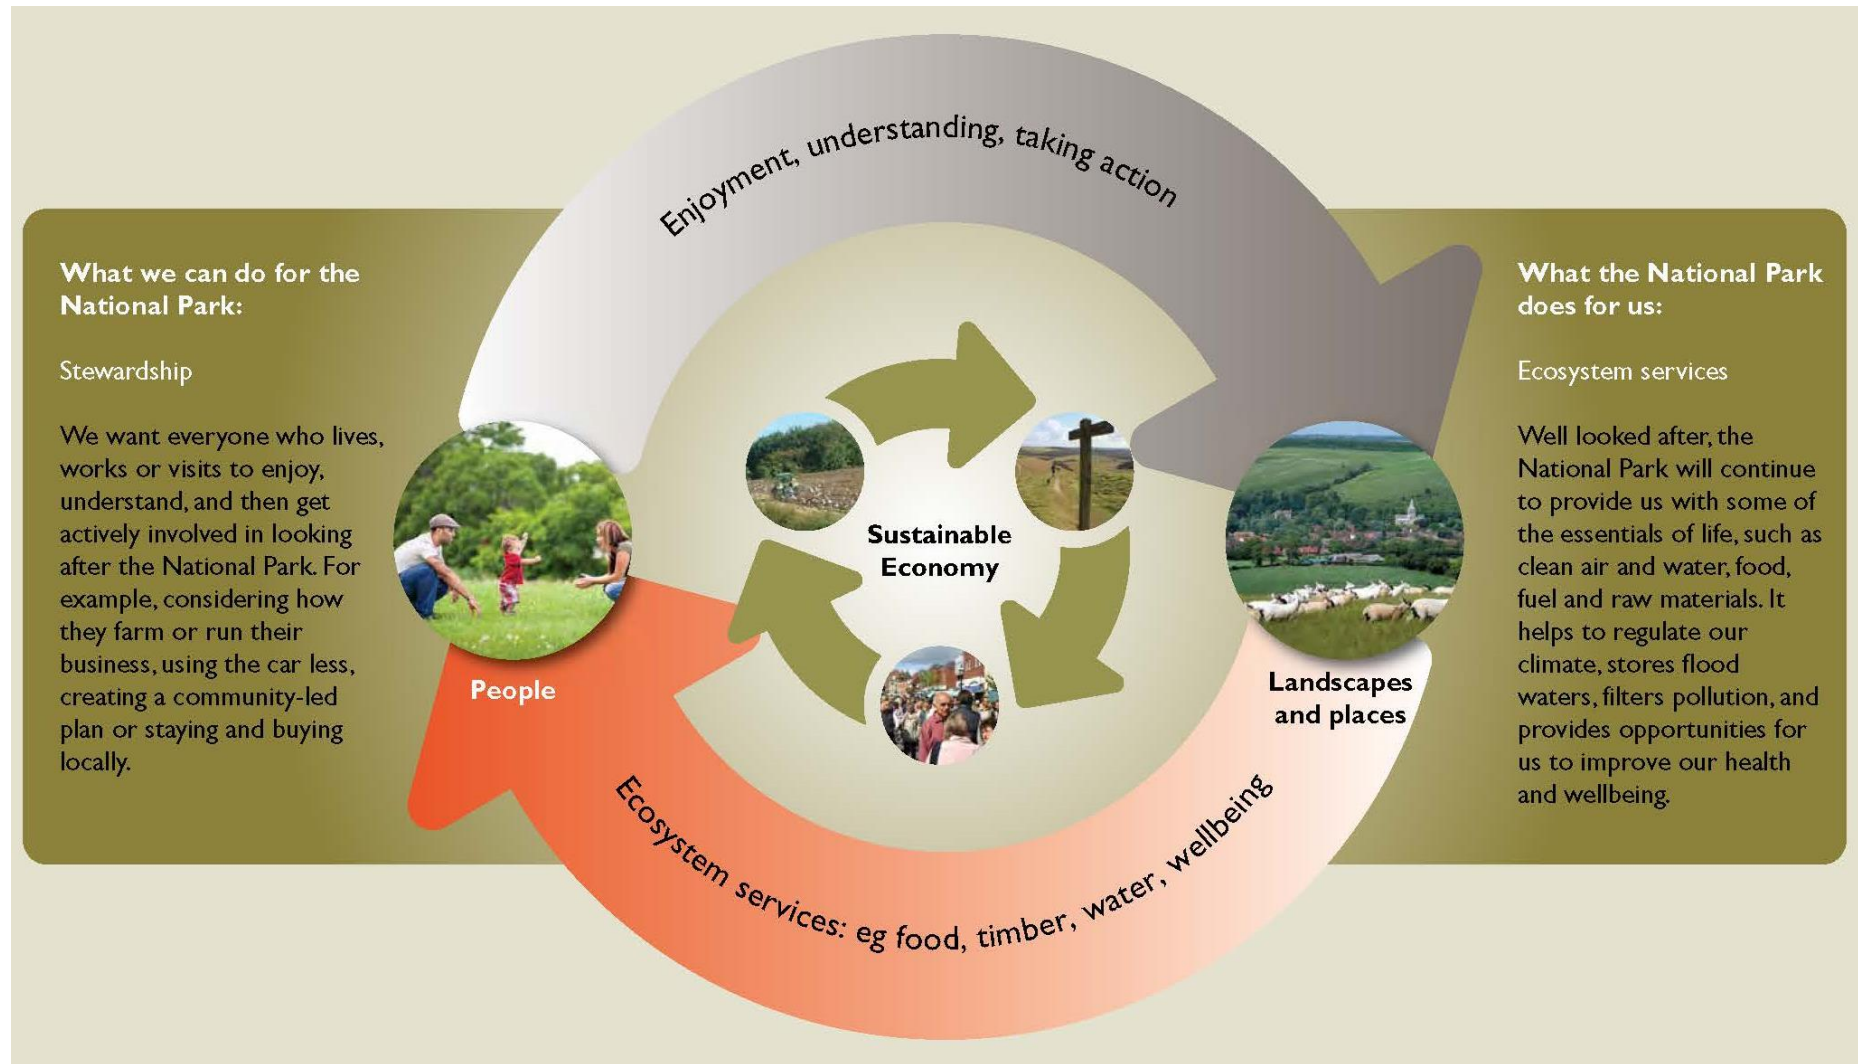 Enjoyment, understanding, taking action
What we can do for the
National Park:
Stewardship
We want everyone who lives,
works or visits to enjoy,
understand, and then get
actively involved in looking
after the National Park. For
example, considering how
they farm or run their
business, using the car less,
creating a community-led
plan or staying and buying
locally.
People
Sustainable
Economy
Landscapes
and places
Ecosystem services: eg food, timber, water, wellbeing
What the National Park
does for us:
Ecosystem services
Well looked after, the
National Park will continue
to provide us with some of
the essentials of life, such as
clean air and water, food,
fuel and raw materials. It
helps to regulate our
climate, stores flood
waters, filters pollution, and
provides opportunities for
us to improve our health
and wellbeing.